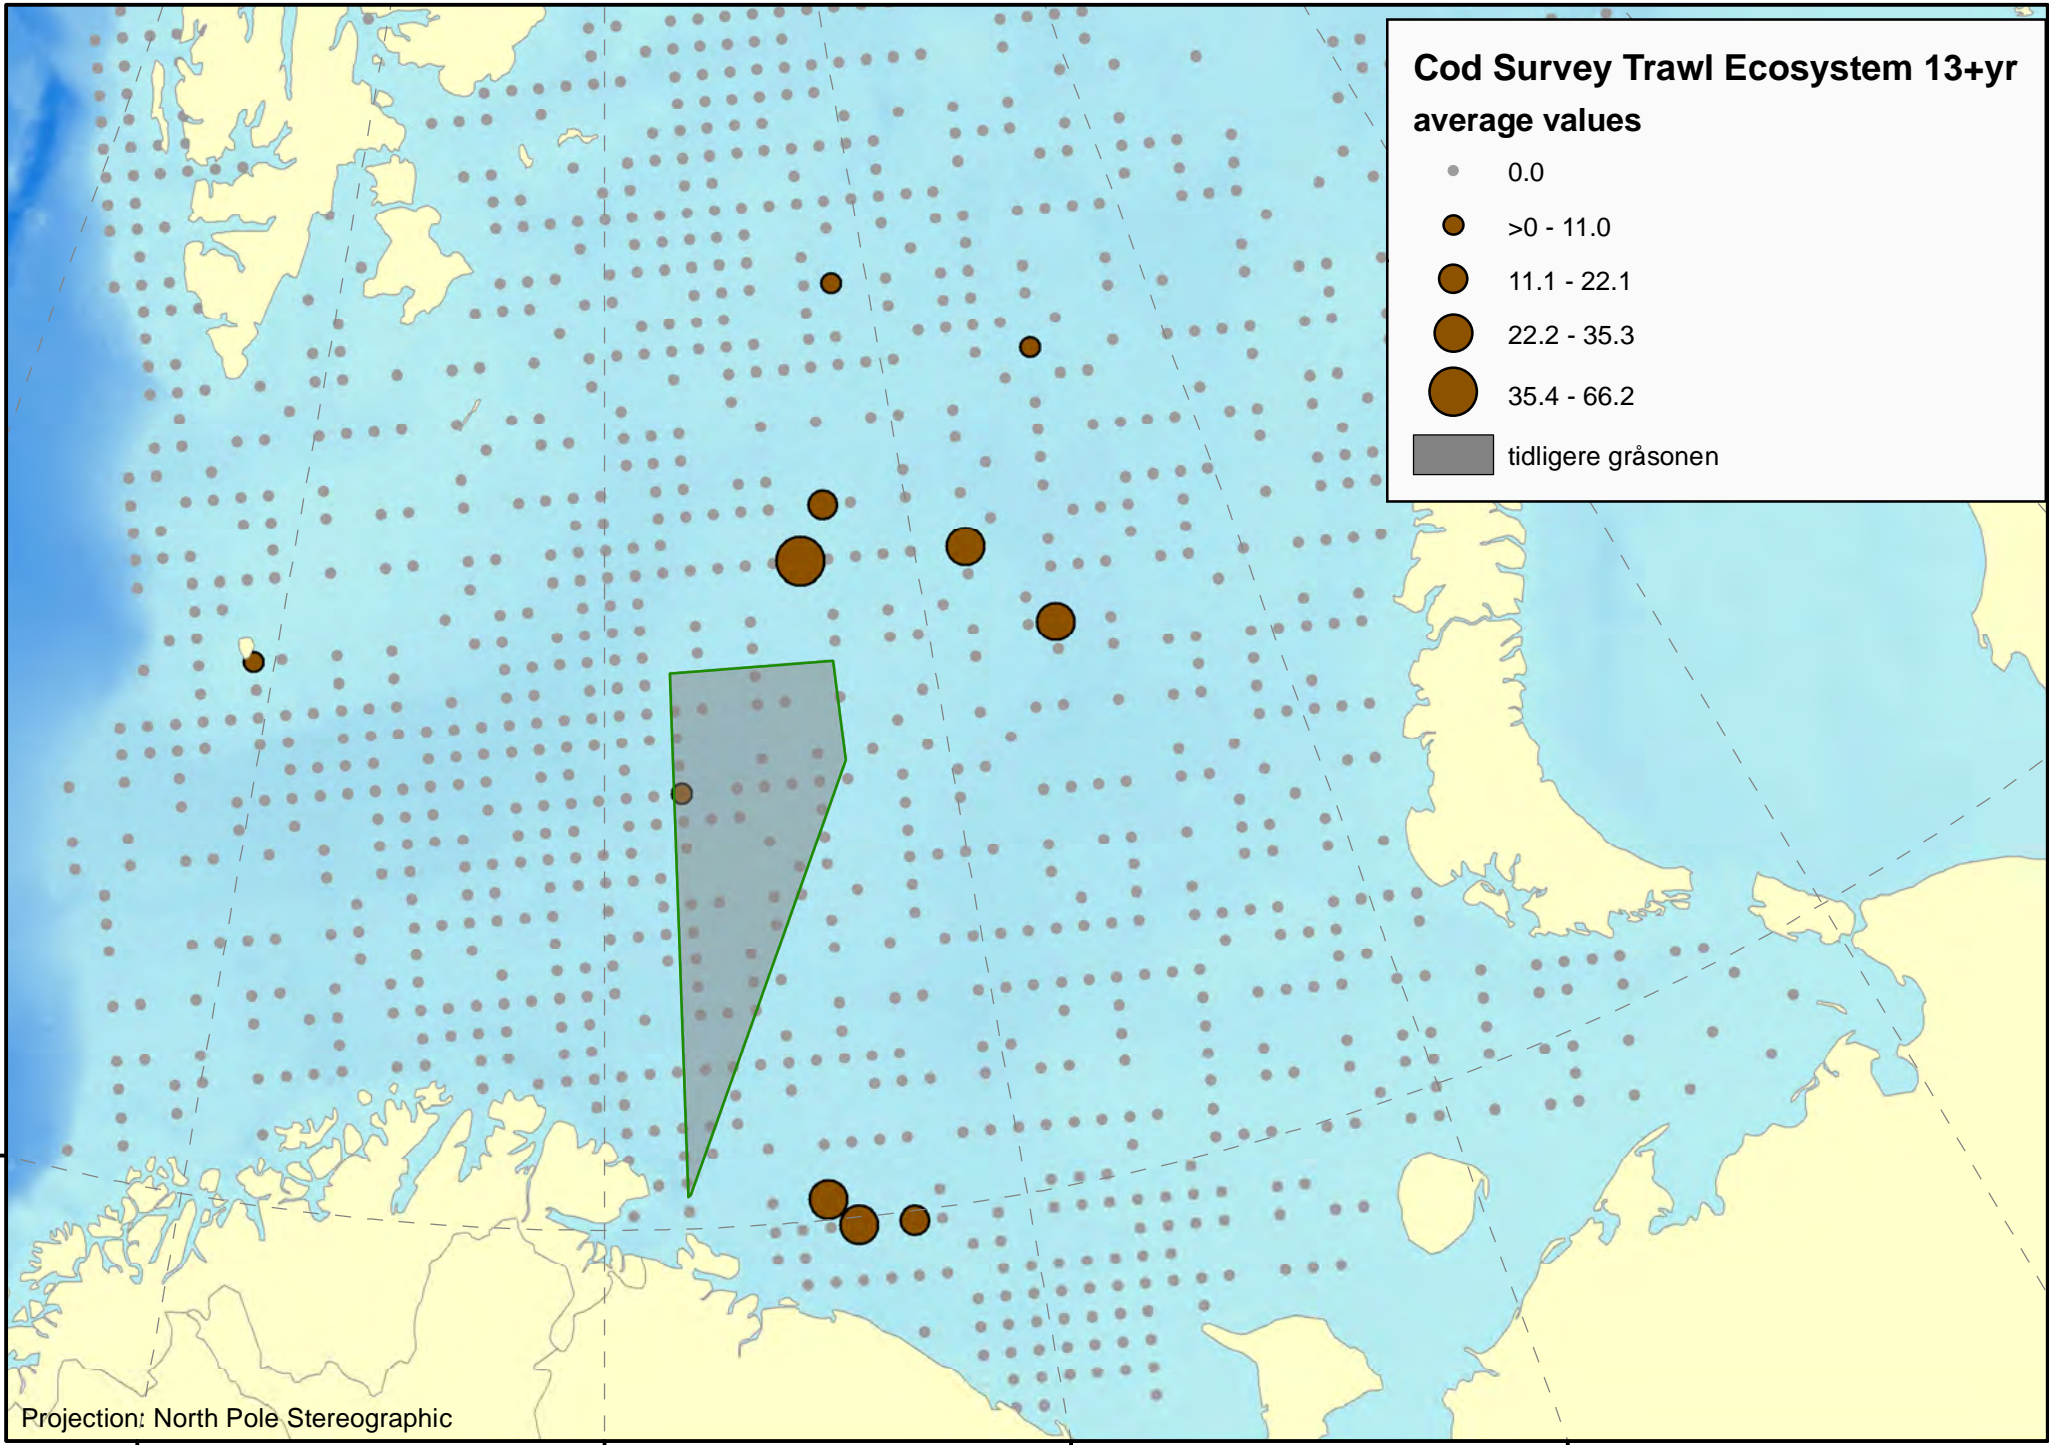 Cod Survey Trawl Ecosystem 13+yr
average values
0.0
>0 - 11.0
11.1 - 22.1
22.2 - 35.3
35.4 - 66.2
tidligere gråsonen
Projection: North Pole Stereographic